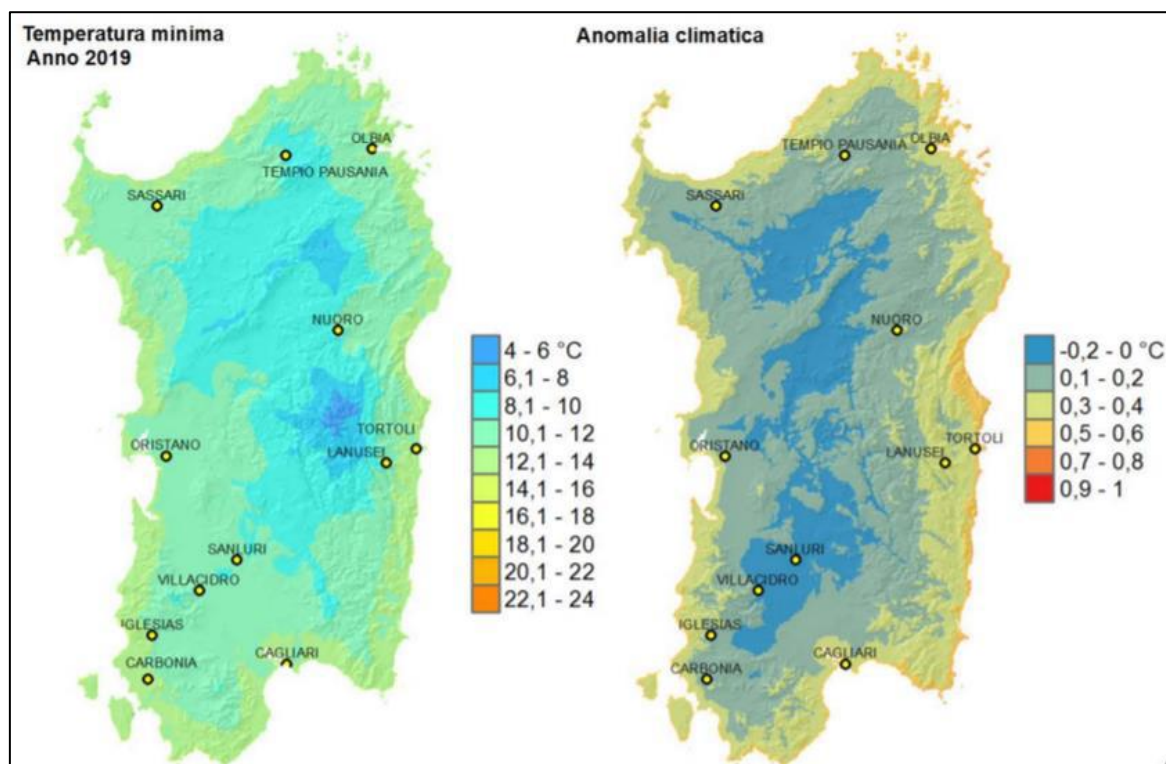 Temperatura minima
Anno 2019
OLBIA
TEMPIO PAUSANIA
SASSARI
NUORO
ORISTANO
TORTOLI
LANUSEI
SANLURI
VILLACIDRO
IGLESIAS
CARBONIA
CAGLIARI
4 - 6 °C
6,1 - 8
8,1 - 10
10,1 - 12
12,1 - 14
14,1 - 16
16,1 - 18
18,1 - 20
20,1 - 22
22,1 - 24
Anomalia climatica
OLBIA
TEMPIO PAUSANIA
SASSARI
NUORO
ORISTANO
TORTOLI
LANUSEI
SANLURI
VILLACIDRO
IGLESIAS
CARBONIA
CAGLIARI
-0,2 - 0 °C
0,1 - 0,2
0,3 - 0,4
0,5 - 0,6
0,7 - 0,8
0,9 - 1